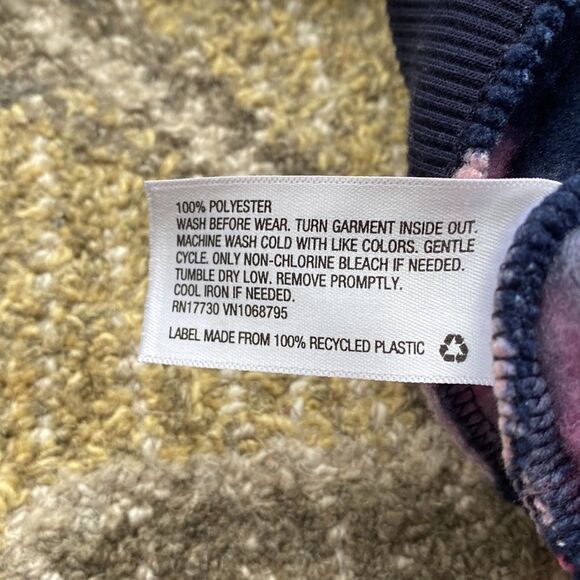 100% POLYESTER
WASH BEFORE WEAR. TURN GARMENT INSIDE OUT.
MACHINE WASH COLD WITH LIKE COLORS. GENTLE
CYCLE. ONLY NON-CHLORINE BLEACH IF NEEDED.
TUMBLE DRY LOW. REMOVE PROMPTLY.
COOL IRON IF NEEDED.
RN17730 VN1068795
LABEL MADE FROM 100% RECYCLED PLASTIC